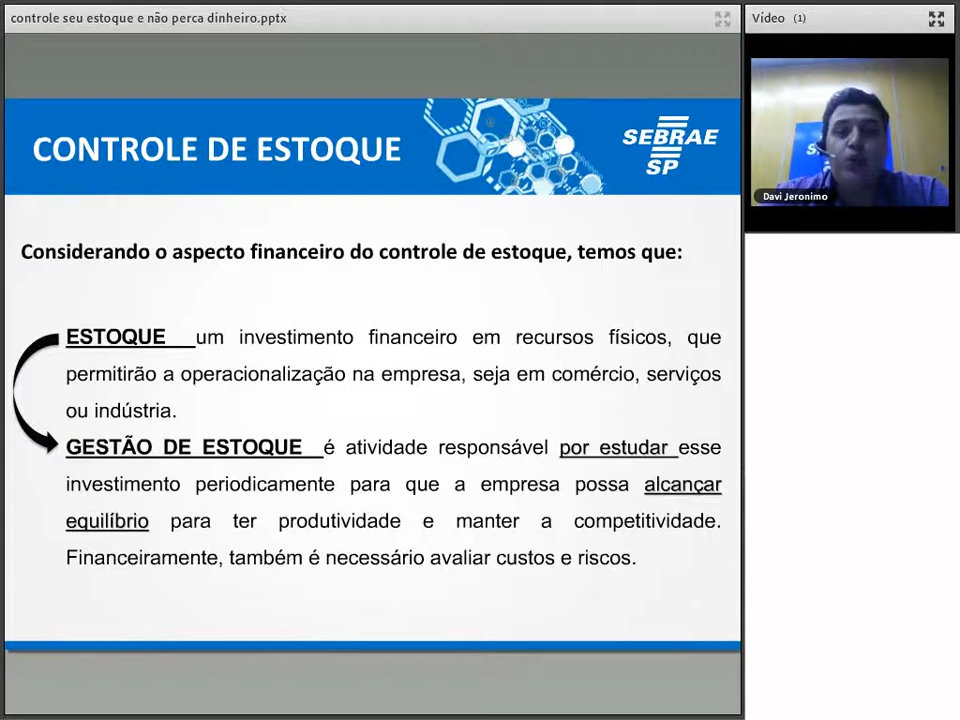 controle seu estoque e não perca dinheiro.pptx
Vídeo (1)
CONTROLE DE ESTOQUE
SEBRAE
SP
Davi Jeronimo
Considerando o aspecto financeiro do controle de estoque, temos que:
ESTOQUE um investimento financeiro em recursos físicos, que
permitirão a operacionalização na empresa, seja em comércio, serviços
ou indústria.
GESTÃO DE ESTOQUE é atividade responsável por estudar esse
investimento periodicamente para que a empresa possa alcançar
equilíbrio para ter produtividade e manter a competitividade.
Financeiramente, também é necessário avaliar custos e riscos.